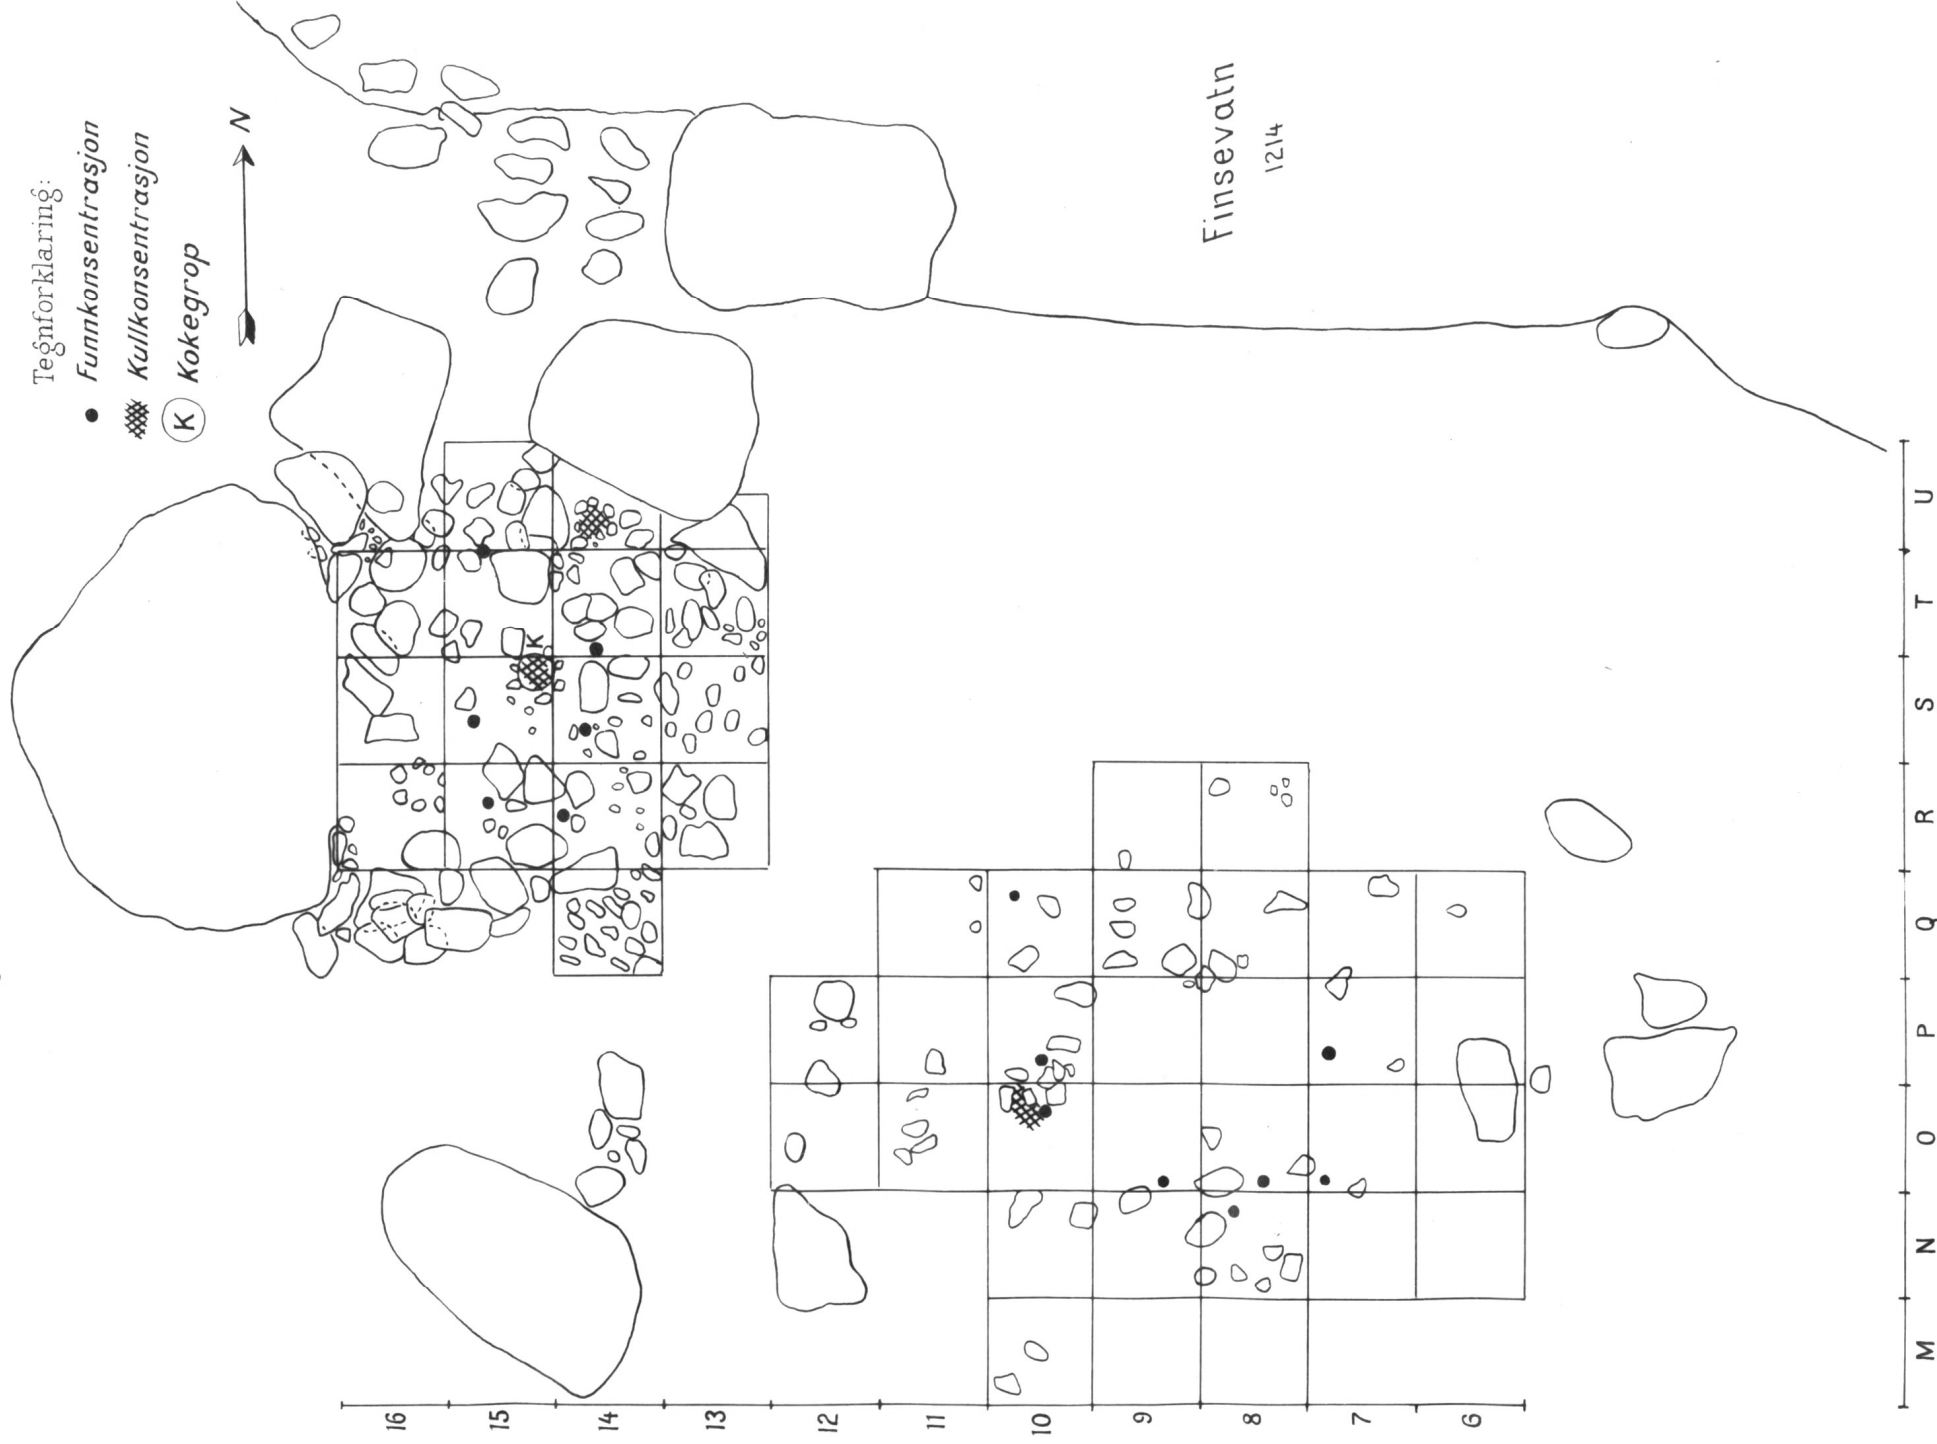 Tegnforklaring:
Funnkonsentrasjon
Kullkonsentrasjon
K Kokegrop
N
Finsevatn
1214
K
16
15
14
13
12
11
10
9
8
7
6
M N O P Q R S T U